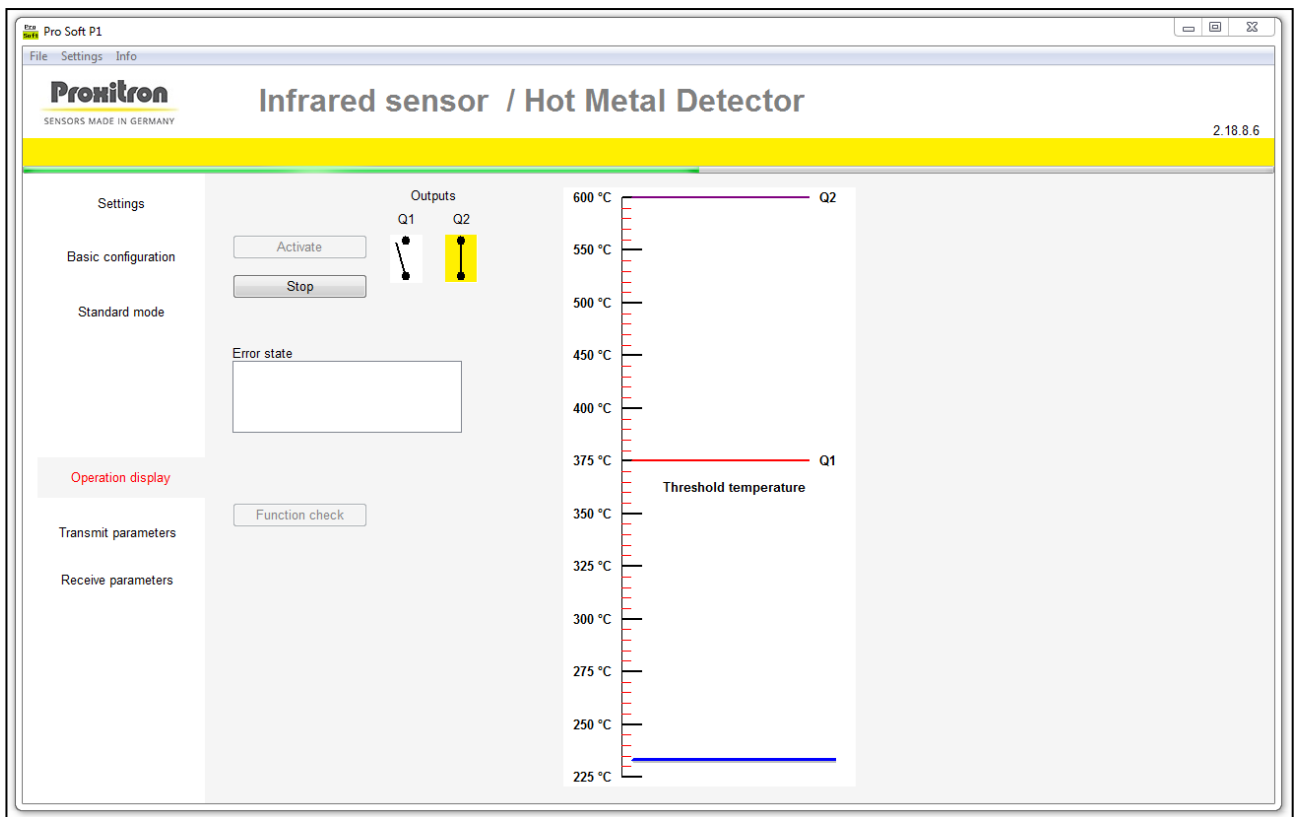 Pro Soft
Pro Soft P1
File Settings Info
Proxitron
SENSORS MADE IN GERMANY
Infrared sensor / Hot Metal Detector
2.18.8.6
Settings
Basic configuration
Standard mode
Operation display
Transmit parameters
Receive parameters
Outputs
Q1 Q2
Activate
Stop
Error state
Function check
600 °C Q2
550 °C
500 °C
450 °C
400 °C
375 °C Q1
Threshold temperature
350 °C
325 °C
300 °C
275 °C
250 °C
225 °C